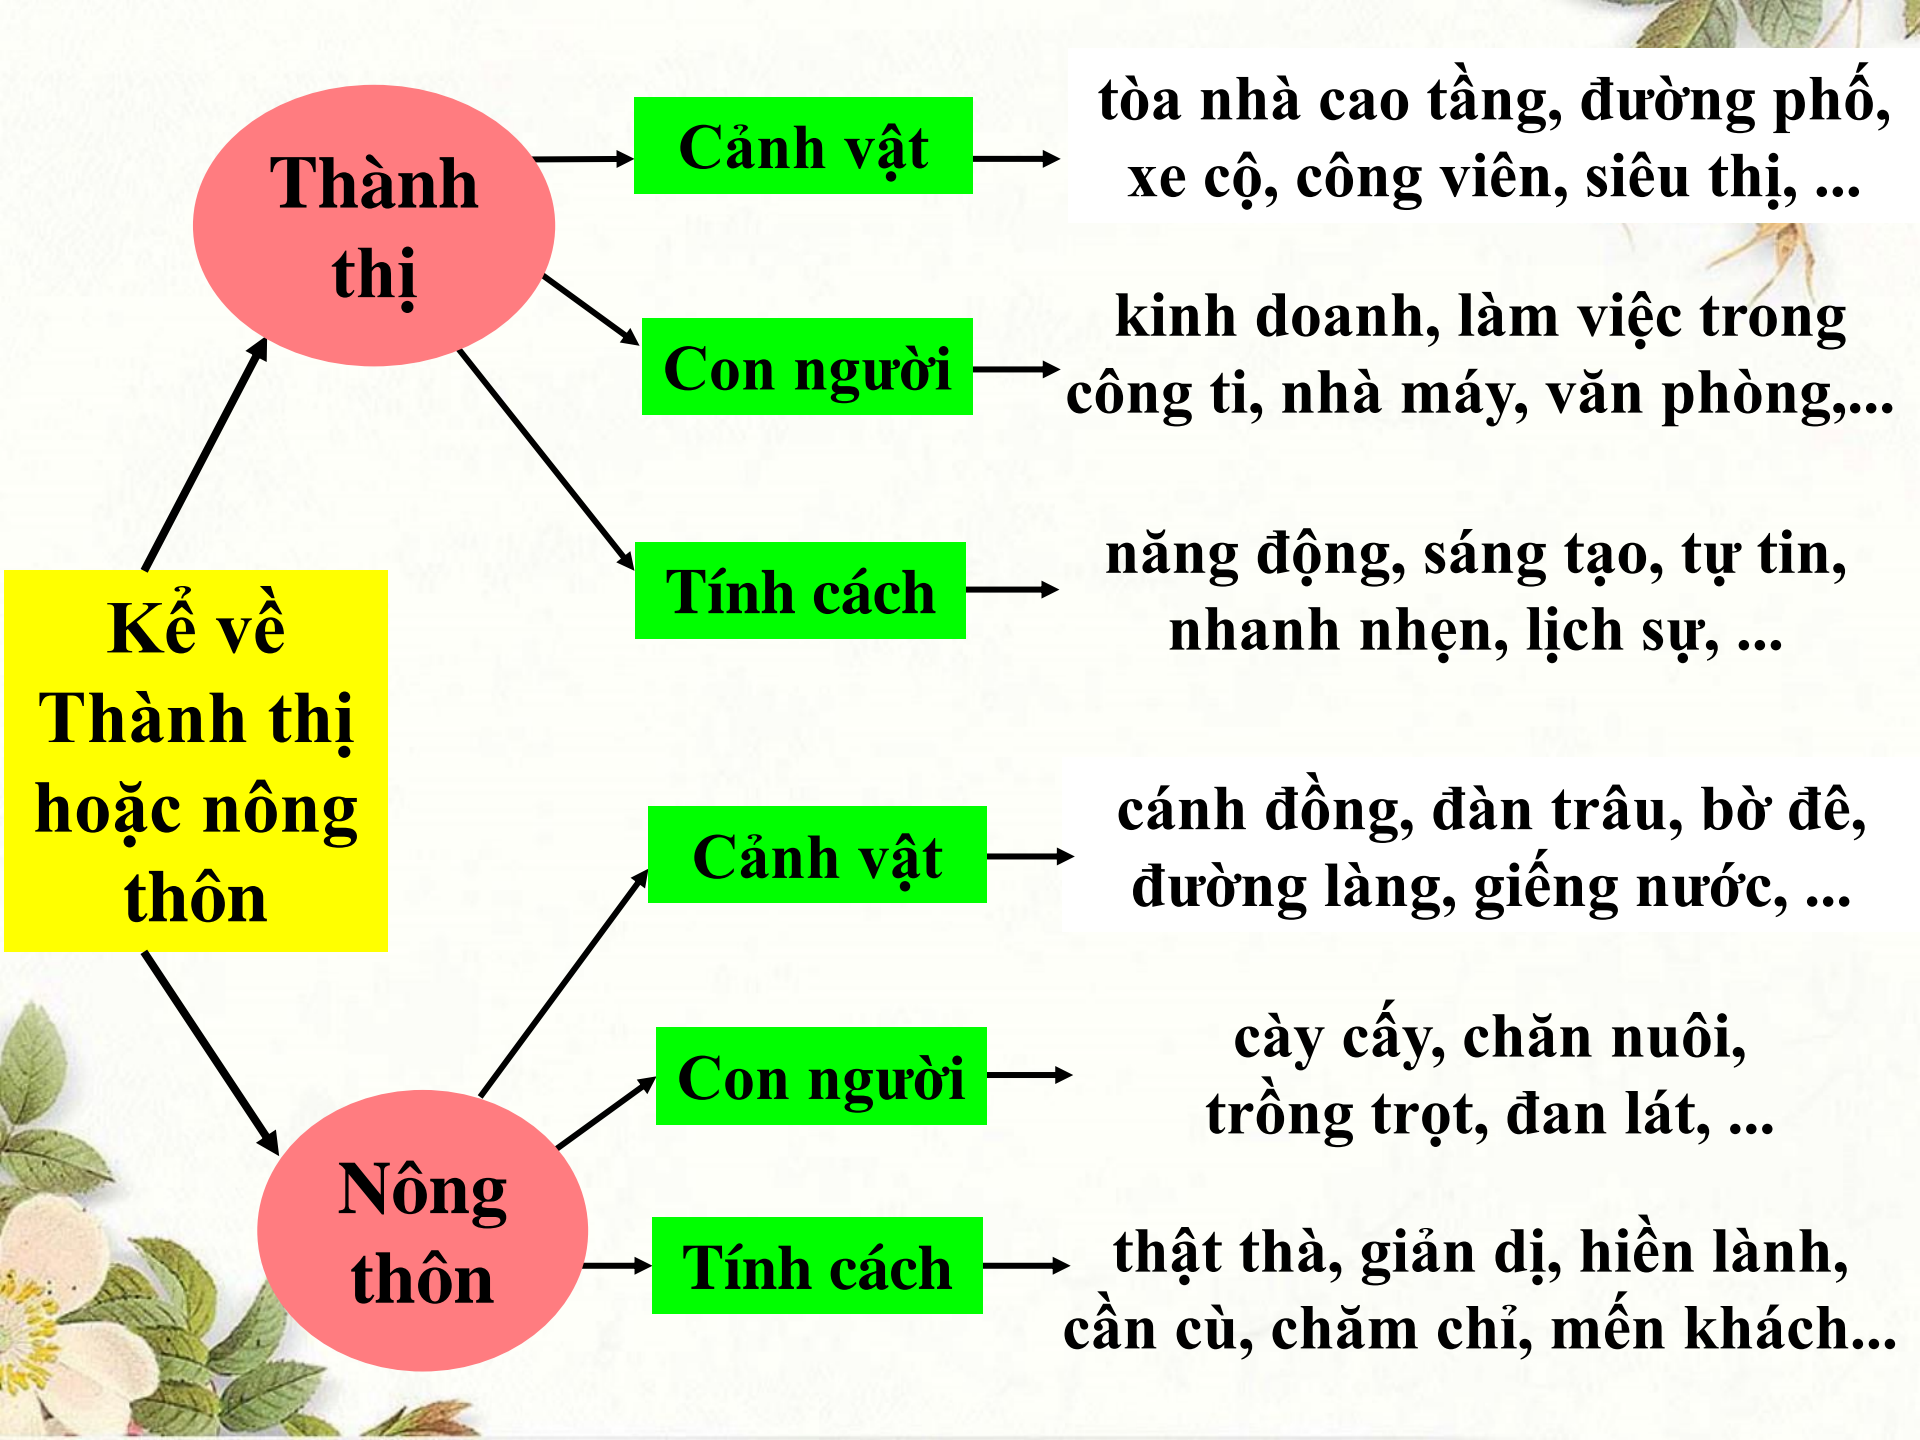 Kể về
Thành thị
hoặc nông
thôn
Thành
thị
Cảnh vật
tòa nhà cao tầng, đường phố,
xe cộ, công viên, siêu thị, ...
Con người
kinh doanh, làm việc trong
công ti, nhà máy, văn phòng,...
Tính cách
năng động, sáng tạo, tự tin,
nhanh nhẹn, lịch sự, ...
Nông
thôn
Cảnh vật
cánh đồng, đàn trâu, bờ đê,
đường làng, giếng nước, ...
Con người
cày cấy, chăn nuôi,
trồng trọt, đan lát, ...
Tính cách
thật thà, giản dị, hiền lành,
cần cù, chăm chỉ, mến khách...